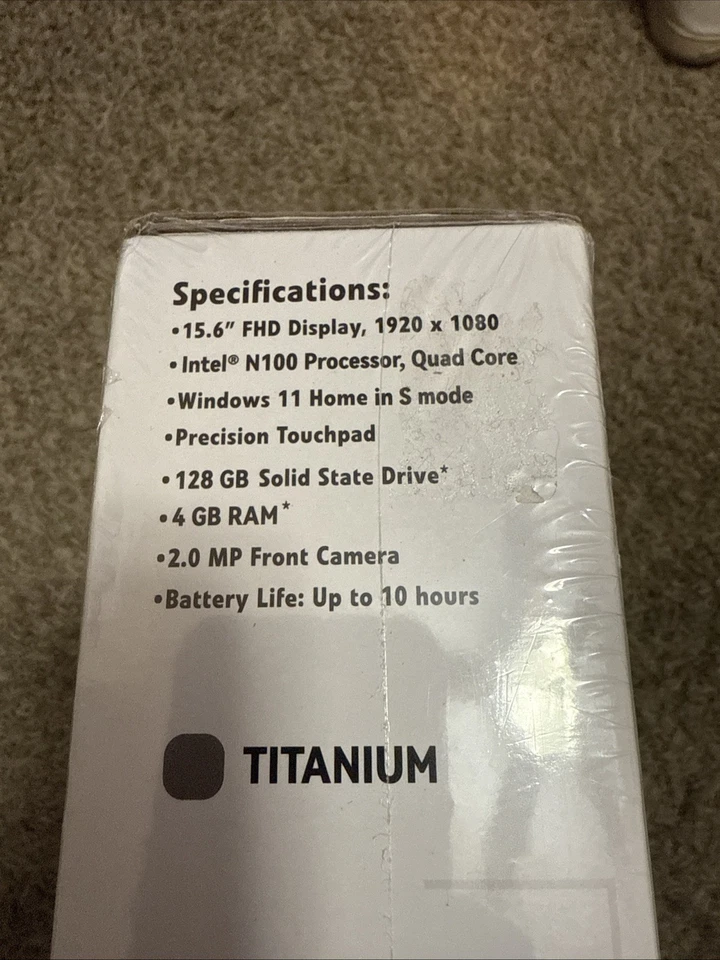 Specifications:
•15.6" FHD Display, 1920 x 1080
•Intel® N100 Processor, Quad Core
•Windows 11 Home in S mode
•Precision Touchpad
•128 GB Solid State Drive*
•4 GB RAM*
•2.0 MP Front Camera
•Battery Life: Up to 10 hours
TITANIUM